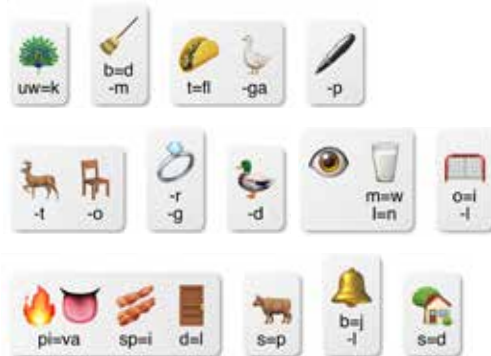 uw=k b=d t=fl -ga -p
-m
-t -o -r -d m=w o=i
-g l=n -l
pi=va sp=i d=l s=p b=j s=d
-l